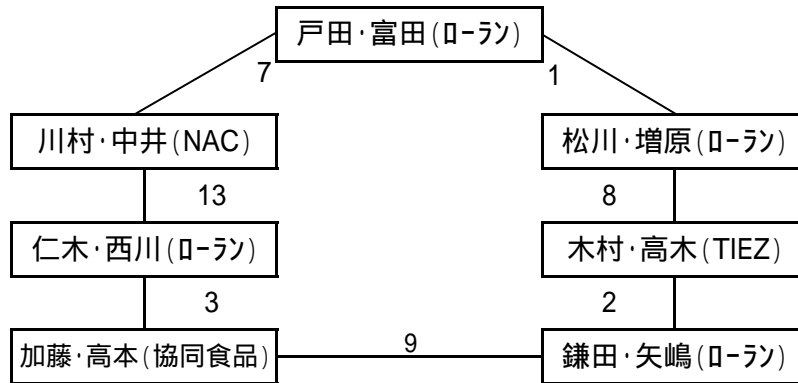 戸田・富田(ローラン)
7
1
川村・中井(NAC)
松川・増原(ローラン)
13
8
仁木・西川(ローラン)
木村・高木(TIEZ)
3
2
加藤・高本(協同食品)
9
鎌田・矢嶋(ローラン)